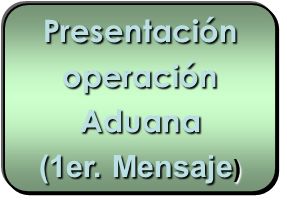 Presentación
operación
Aduana
(1er. Mensaje)